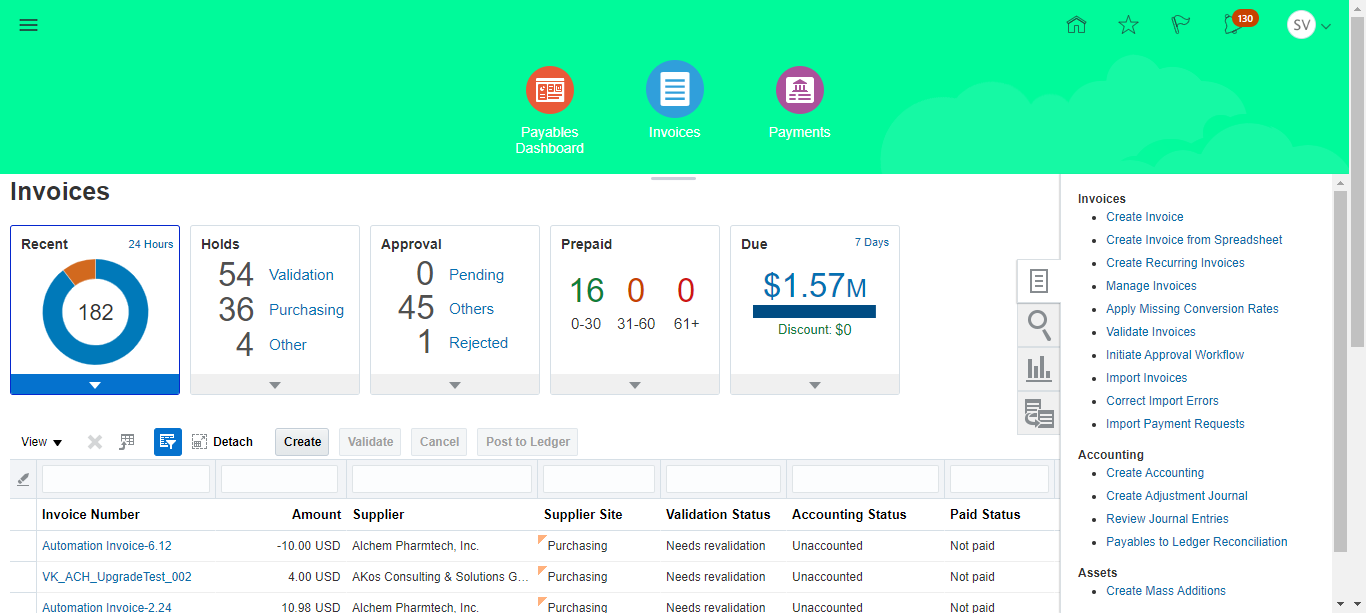 130
SV
Payables
Dashboard
Invoices
Payments
Invoices
Recent
24 Hours
182
Holds
54 Validation
36 Purchasing
4 Other
Approval
0 Pending
45 Others
1 Rejected
Prepaid
16 0 0
0-30 31-60 61+
Due
7 Days
$1.57M
Discount: $0
View
Detach
Create
Validate
Cancel
Post to Ledger
Invoice Number Amount Supplier Supplier Site Validation Status Accounting Status Paid Status
Automation Invoice-6.12 -10.00 USD Alchem Pharmtech, Inc. Purchasing Needs revalidation Unaccounted Not paid
VK_ACH_UpgradeTest_002 4.00 USD AKos Consulting & Solutions G... Purchasing Needs revalidation Unaccounted Not paid
Automation Invoice-2.24 10.98 USD Alchem Pharmtech, Inc. Purchasing Needs revalidation Unaccounted Not paid
Invoices
Create Invoice
Create Invoice from Spreadsheet
Create Recurring Invoices
Manage Invoices
Apply Missing Conversion Rates
Validate Invoices
Initiate Approval Workflow
Import Invoices
Correct Import Errors
Import Payment Requests
Accounting
Create Accounting
Create Adjustment Journal
Review Journal Entries
Payables to Ledger Reconciliation
Assets
Create Mass Additions